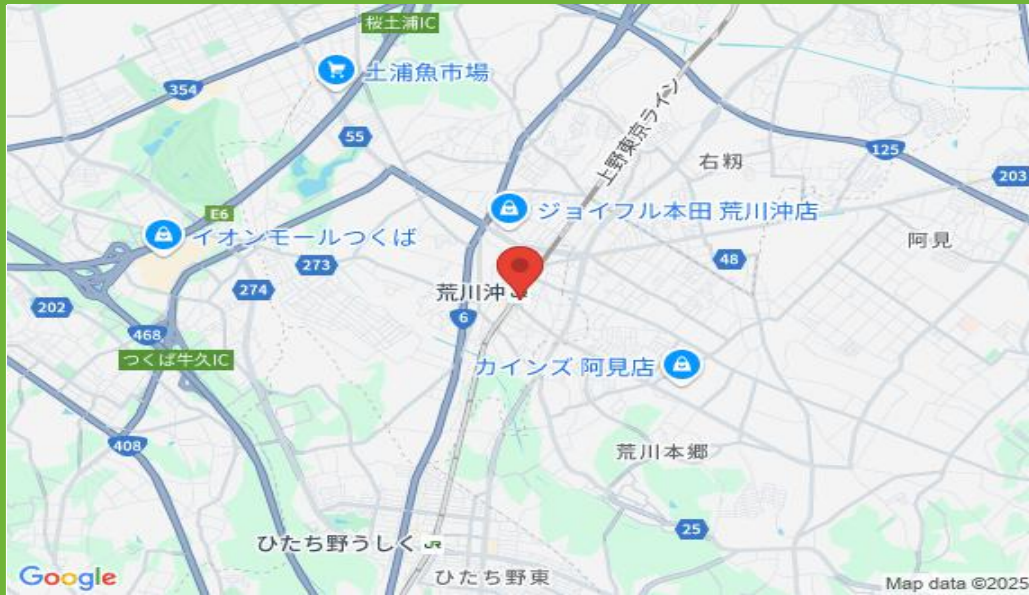 桜土浦IC
土浦魚市場
354
55
上野東京ライン
右籾
125
203
E6
イオンモールつくば
ジョイフル本田 荒川沖店
阿見
273
48
274
荒川沖
202
6
468
つくば牛久IC
カインズ 阿見店
408
荒川本郷
25
ひたち野うしく JR
ひたち野東
Google
Map data ©2025